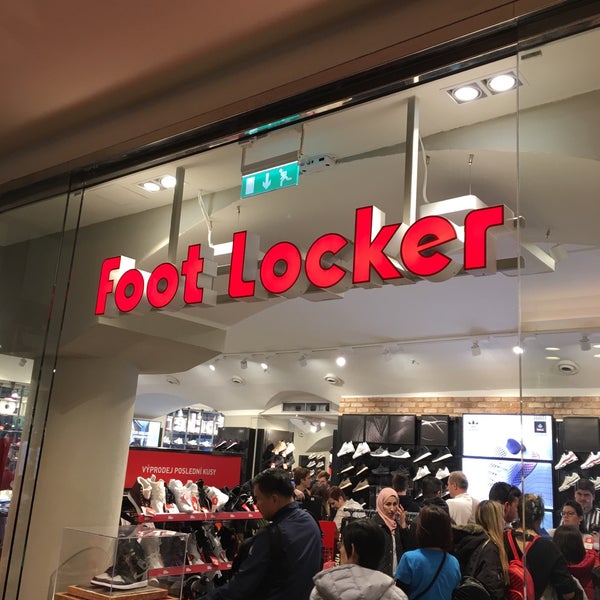 Foot Locker
VÝPRODEJ POSLEDNÍ KUSY